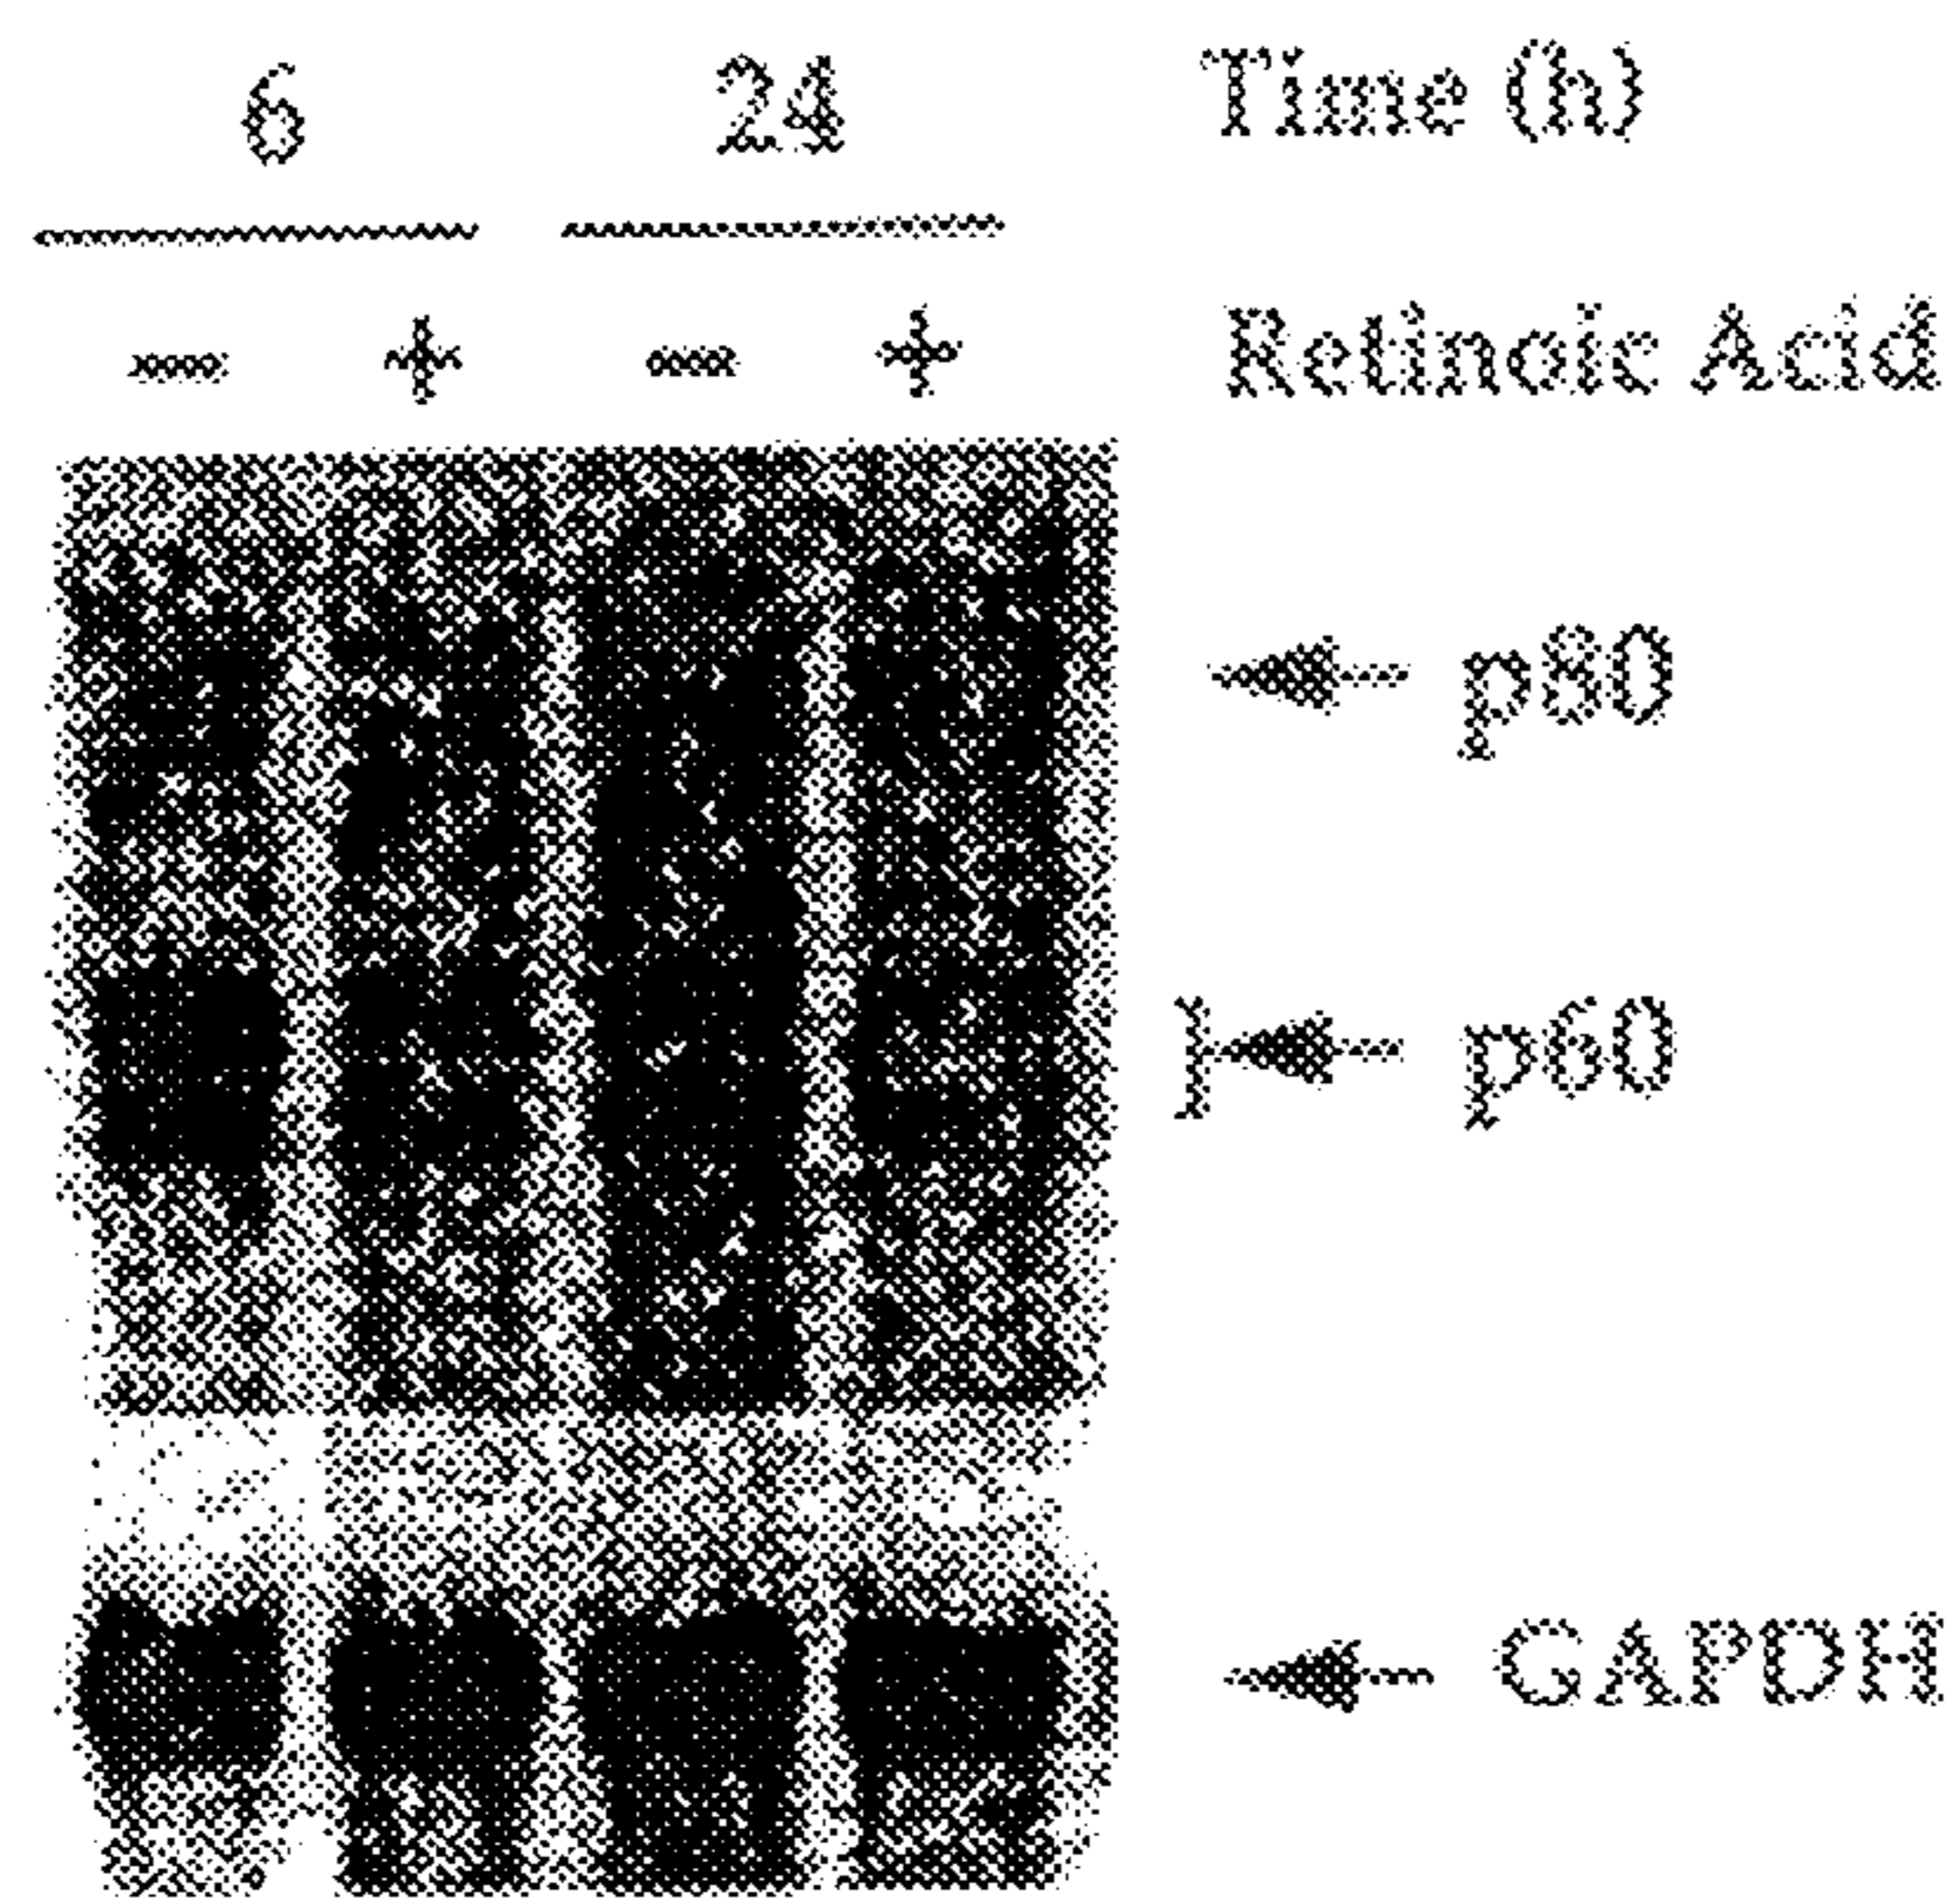 6 24 Time (h)
− + − + Retinoic Acid
p80
p60
GAPDH